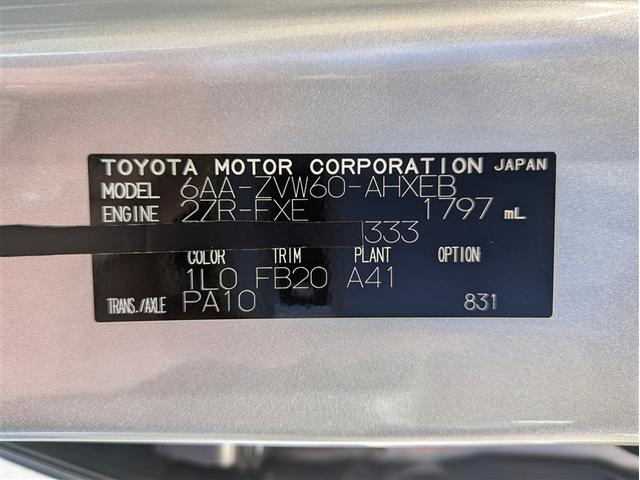 TOYOTA MOTOR CORPORATION JAPAN
MODEL 6AA-ZVW60-AHXEB
ENGINE 2ZR-FXE 1797 mL
333
COLOR TRIM PLANT OPTION
1L0 FB20 A41
TRANS./AXLE PA10 831